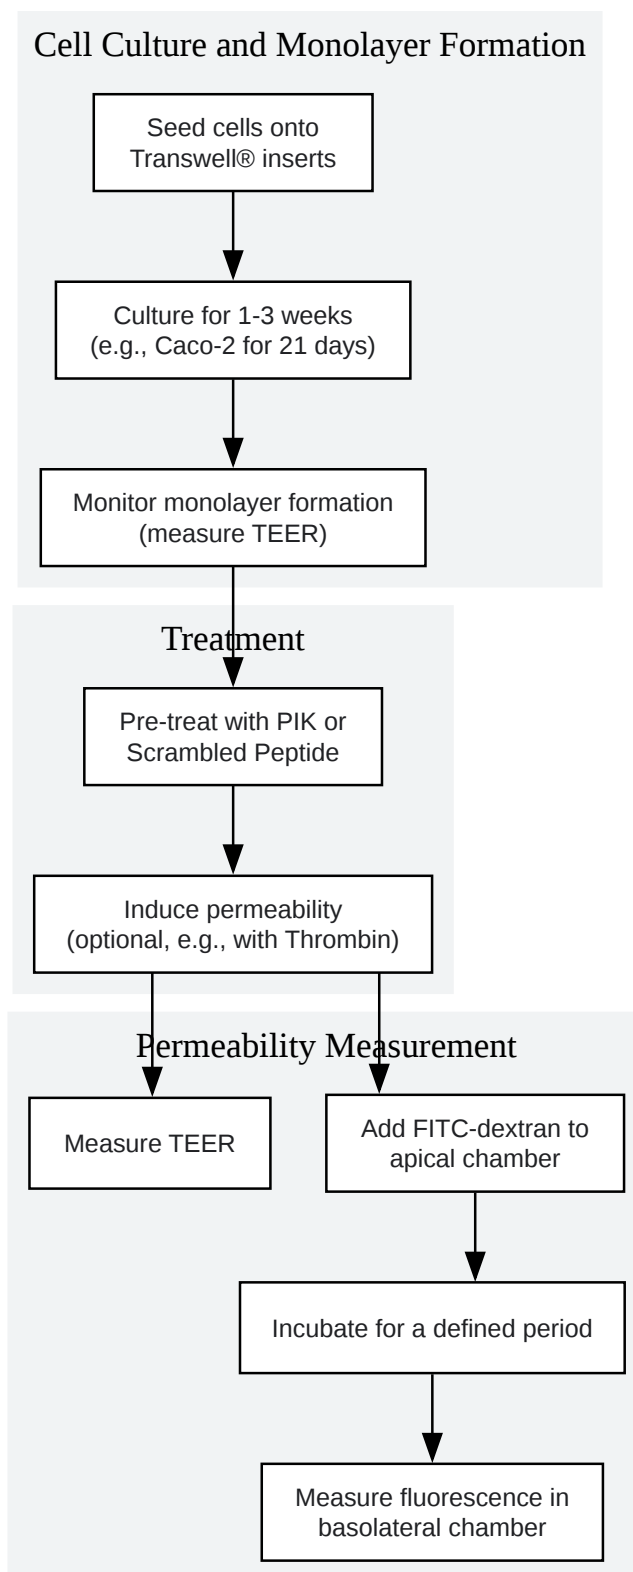 Cell Culture and Monolayer Formation
Seed cells onto
Transwell® inserts
Culture for 1-3 weeks
(e.g., Caco-2 for 21 days)
Monitor monolayer formation
(measure TEER)
Treatment
Pre-treat with PIK or
Scrambled Peptide
Induce permeability
(optional, e.g., with Thrombin)
Permeability Measurement
Measure TEER
Add FITC-dextran to
apical chamber
Incubate for a defined period
Measure fluorescence in
basolateral chamber